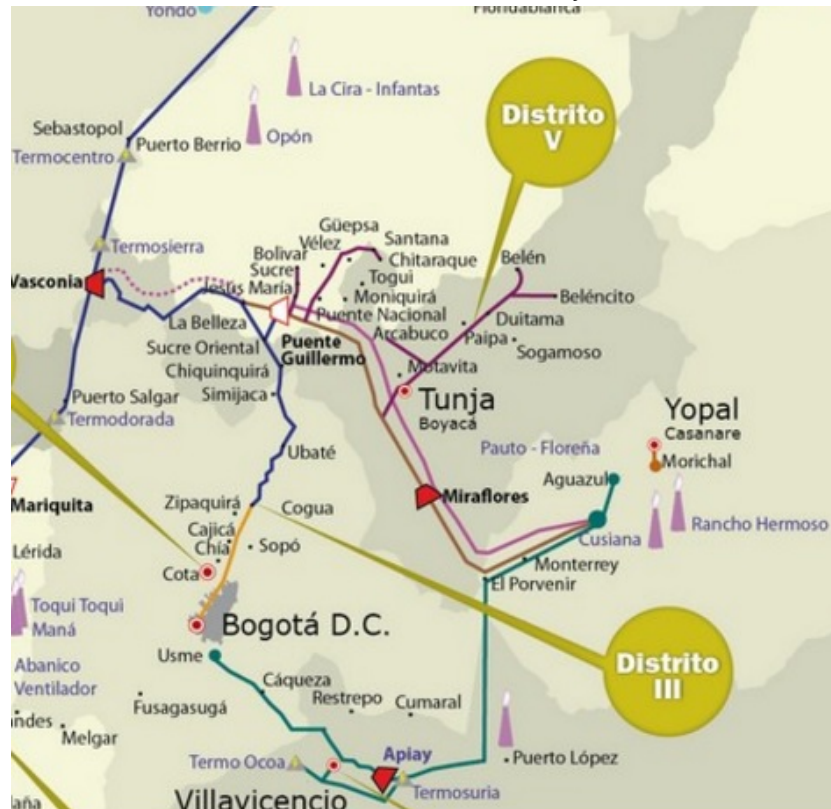 Yondó
Floridablanca
La Cira - Infantas
Opón
Distrito
V
Sebastopol
Puerto Berrio
Termocentro
Termosierra
Vasconia
Güepsa
Vélez
Santana
Bolivar
Sucre
Chitaraque
Belén
Jesús María
Togui
Moniquirá
Beléncito
Puente Nacional
La Belleza
Arcabuco
Duitama
Paipa
Sogamoso
Sucre Oriental
Puente
Guillermo
Chiquinquirá
Motavita
Simijaca
Puerto Salgar
Termodorada
Tunja
Boyacá
Yopal
Casanare
Morichal
Pauto - Floreña
Ubaté
Aguazul
Mariquita
Zipaquirá
Cogua
Miraflores
Rancho Hermoso
Cajicá
Chía
Sopó
Cusiana
Lérida
Cota
Monterrey
El Porvenir
Toqui Toqui
Maná
Bogotá D.C.
Usme
Distrito
III
Abanico
Ventilador
Cáqueza
Restrepo
Cumaral
Fusagasugá
andes
Melgar
Termo Ocoa
Apiay
Puerto López
Termosuria
Villavicencio